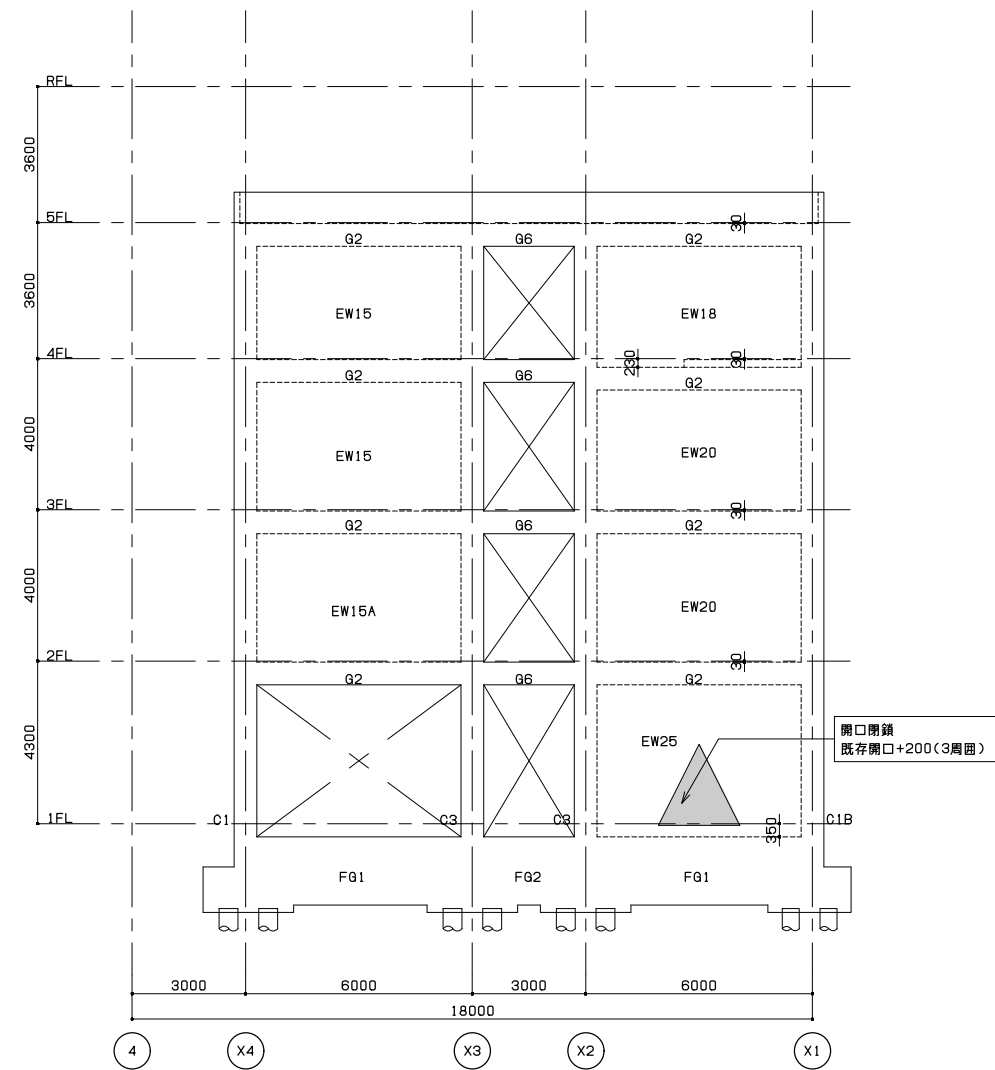 RFL
3600
5FL
30
G2
G6
G2
3600
EW15
EW18
4FL
230
30
G2
G6
G2
4000
EW15
EW20
3FL
30
G2
G6
G2
4000
EW15A
EW20
2FL
30
G2
G6
G2
4300
EW25
開口閉鎖
既存開口+200(3周囲)
1FL
C1
C3
C3
350
C1B
FG1
FG2
FG1
3000
6000
3000
6000
18000
4
X4
X3
X2
X1